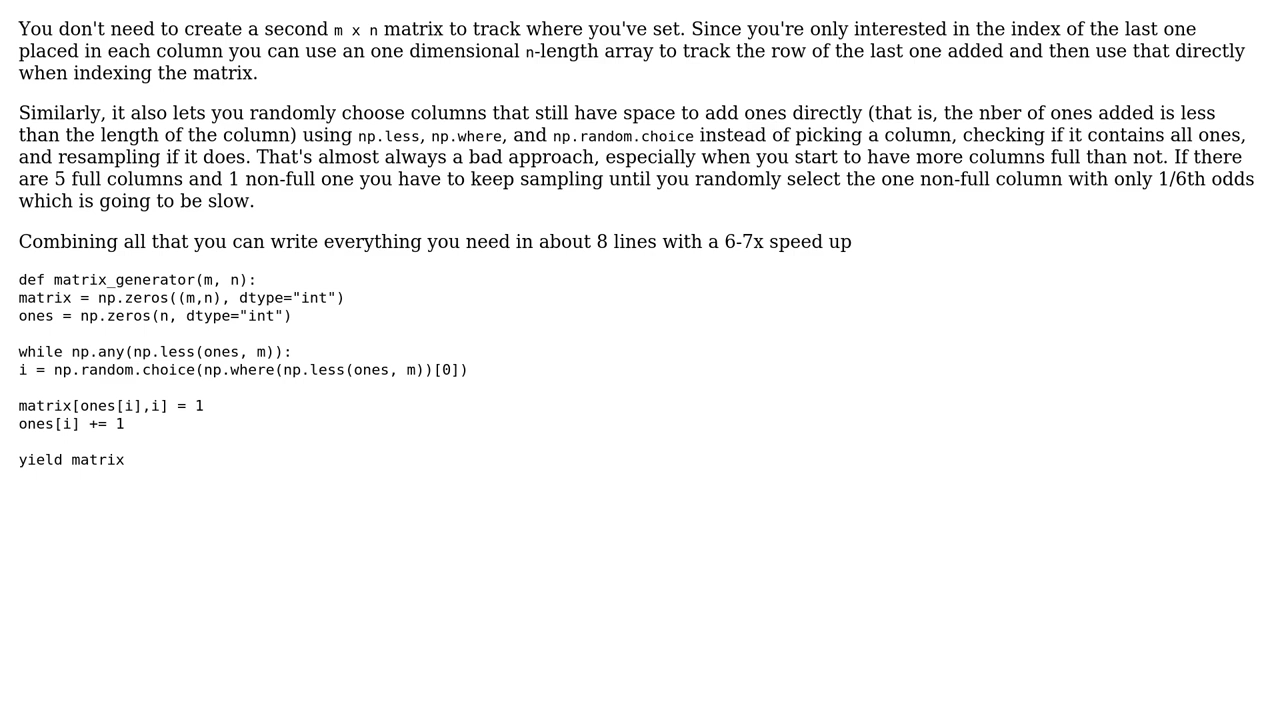 You don't need to create a second m x n matrix to track where you've set. Since you're only interested in the index of the last one
placed in each column you can use an one dimensional n-length array to track the row of the last one added and then use that directly
when indexing the matrix.
Similarly, it also lets you randomly choose columns that still have space to add ones directly (that is, the nber of ones added is less
than the length of the column) using np.less, np.where, and np.random.choice instead of picking a column, checking if it contains all ones,
and resampling if it does. That's almost always a bad approach, especially when you start to have more columns full than not. If there
are 5 full columns and 1 non-full one you have to keep sampling until you randomly select the one non-full column with only 1/6th odds
which is going to be slow.
Combining all that you can write everything you need in about 8 lines with a 6-7x speed up
def matrix_generator(m, n):
matrix = np.zeros((m,n), dtype="int")
ones = np.zeros(n, dtype="int")
while np.any(np.less(ones, m)):
i = np.random.choice(np.where(np.less(ones, m))[0])
matrix[ones[i],i] = 1
ones[i] += 1
yield matrix